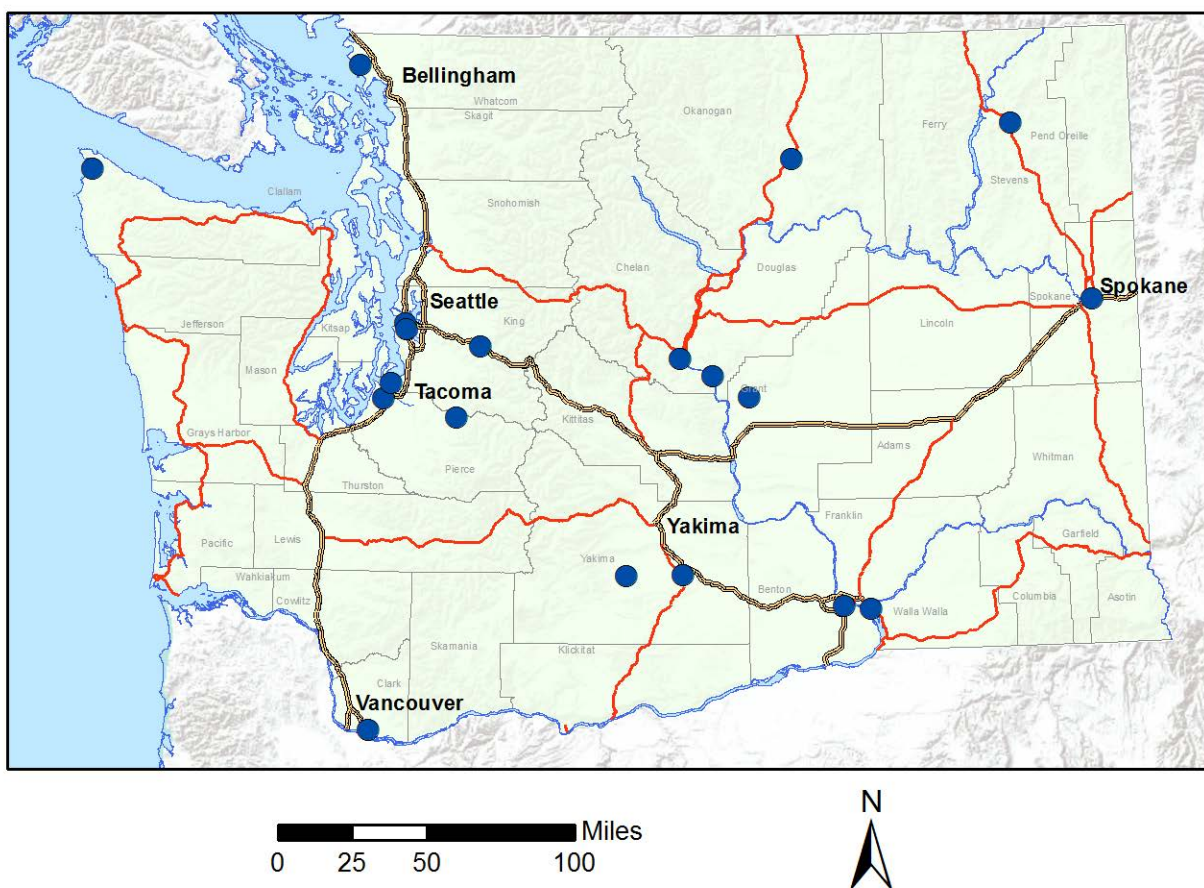 Bellingham
Whatcom
Skagit
Okanogan
Ferry
Pend Oreille
Stevens
Clallam
Snohomish
Chelan
Douglas
Seattle
Spokane
Spokane
Jefferson
Kitsap
King
Lincoln
Mason
Tacoma
Grant
Kittitas
Grays Harbor
Adams
Whitman
Pierce
Thurston
Franklin
Yakima
Garfield
Pacific
Lewis
Yakima
Wahkiakum
Benton
Walla Walla
Columbia
Asotin
Cowlitz
Skamania
Klickitat
Clark
Vancouver
Miles
0 25 50 100
N